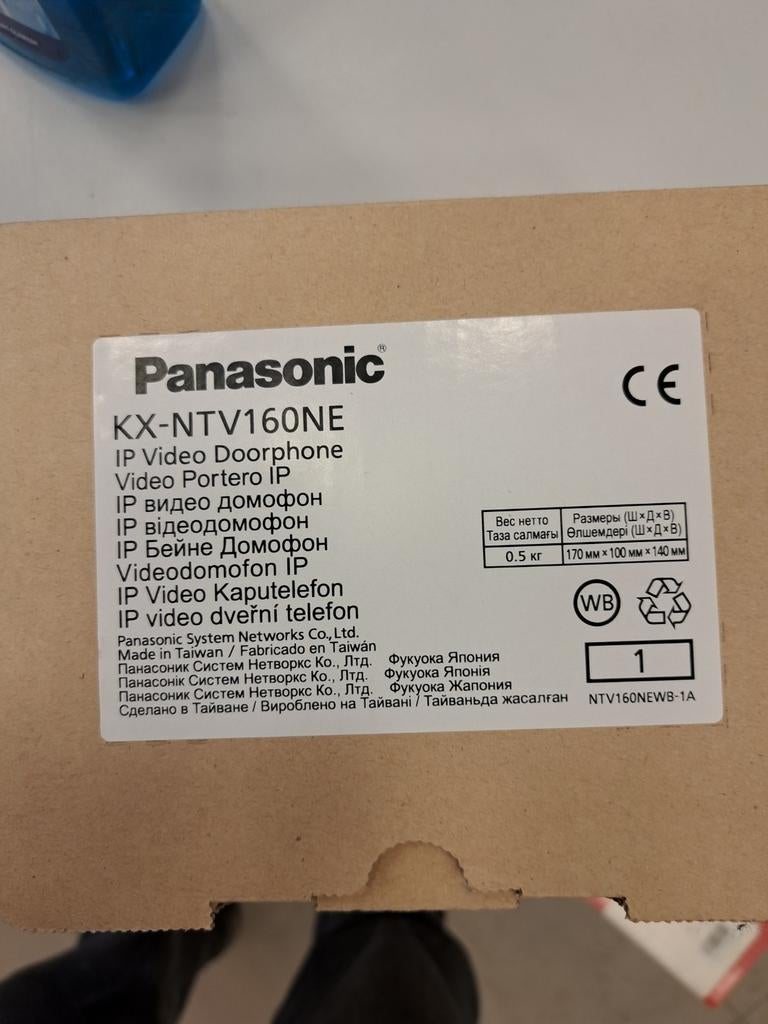 Panasonic®
KX-NTV160NE
IP Video Doorphone
Video Portero IP
IP видео домофон
IP відеодомофон
IP Бейне Домофон
Videodomofon IP
IP Video Kaputelefon
IP video dveřní telefon
Panasonic System Networks Co.,Ltd.
Made in Taiwan / Fabricado en Taiwán
Панасоник Систем Нетворкс Ко., Лтд. Фукуока Япония
Панасонік Систем Нетворкс Ко., Лтд. Фукуока Японія
Панасоник Систем Нетворкс Ко., Лтд. Фукуока Жапония
Сделано в Тайване / Вироблено на Тайвані / Тайваньда жасалған
CE
Вес нетто
Таза салмағы
Размеры (Ш×Д×В)
Өлшемдері (Ш×Д×В)
0.5 кг
170 мм × 100 мм × 140 мм
WB
1
NTV160NEWB-1A